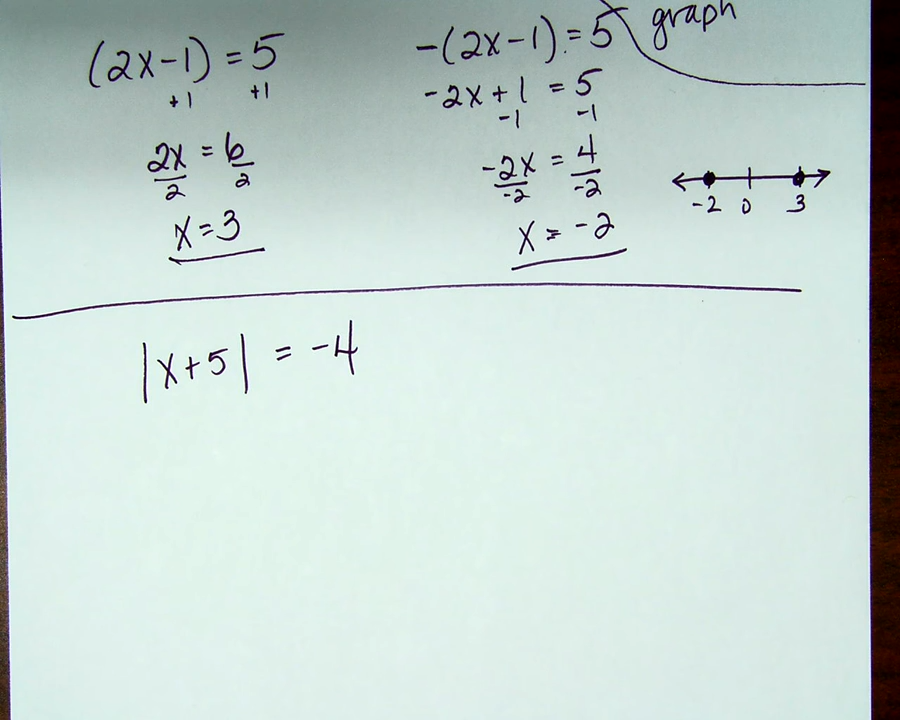 graph
(2x-1) = 5
+1 +1
2x/2 = 6/2
x = 3
-(2x-1) = 5
-2x+1 = 5
-1 -1
-2x/-2 = 4/-2
x = -2
-2 0 3
|x+5| = -4